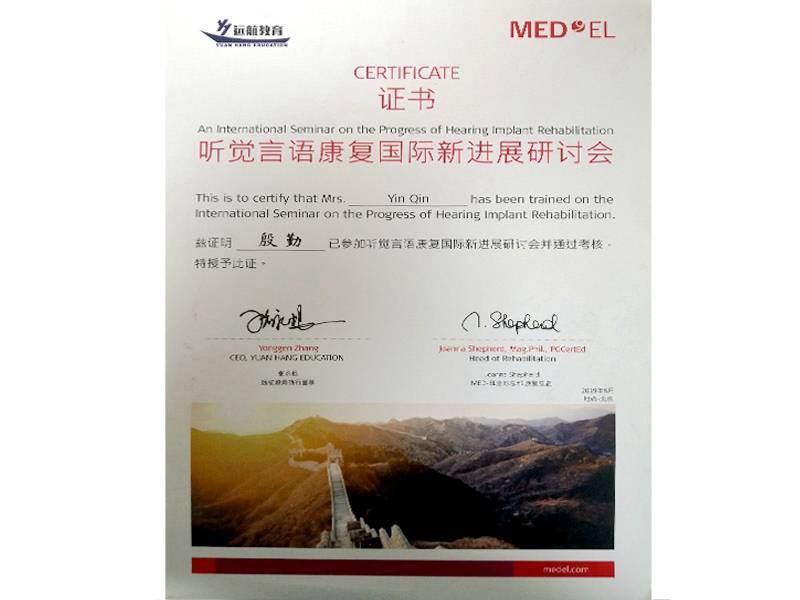 远航教育
YUAN HANG EDUCATION
MED EL
CERTIFICATE
证书
An International Seminar on the Progress of Hearing Implant Rehabilitation
听觉言语康复国际新进展研讨会
This is to certify that Mrs. Yin Qin has been trained on the
International Seminar on the Progress of Hearing Implant Rehabilitation.
兹证明 殷勤 已参加听觉言语康复国际新进展研讨会并通过考核，
特授予此证。
J. Shepherd
Yonggen Zhang
CEO, YUAN HANG EDUCATION
Joanna Shepherd, Mag.Phil., PGCertEd
Head of Rehabilitation
Joanna Shepherd
medel.com